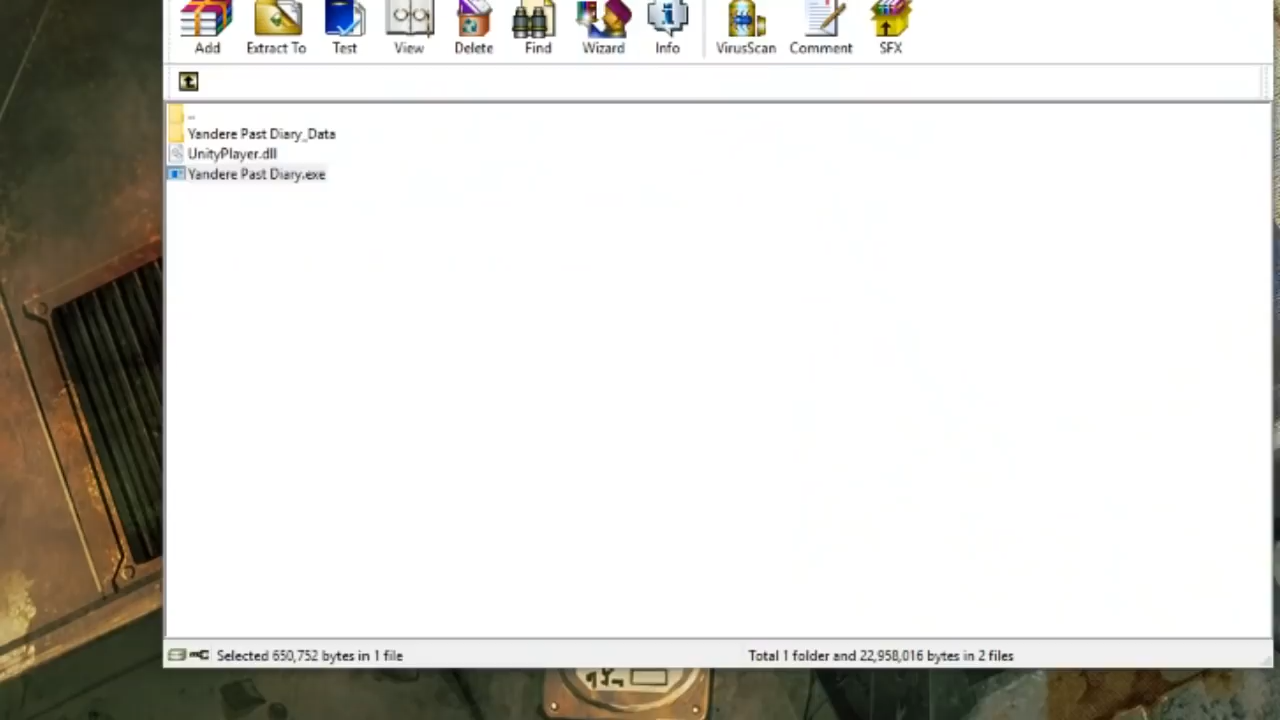 Add Extract To Test View Delete Find Wizard Info VirusScan Comment SFX
..
Yandere Past Diary_Data
UnityPlayer.dll
Yandere Past Diary.exe
Selected 650,752 bytes in 1 file Total 1 folder and 22,958,016 bytes in 2 files